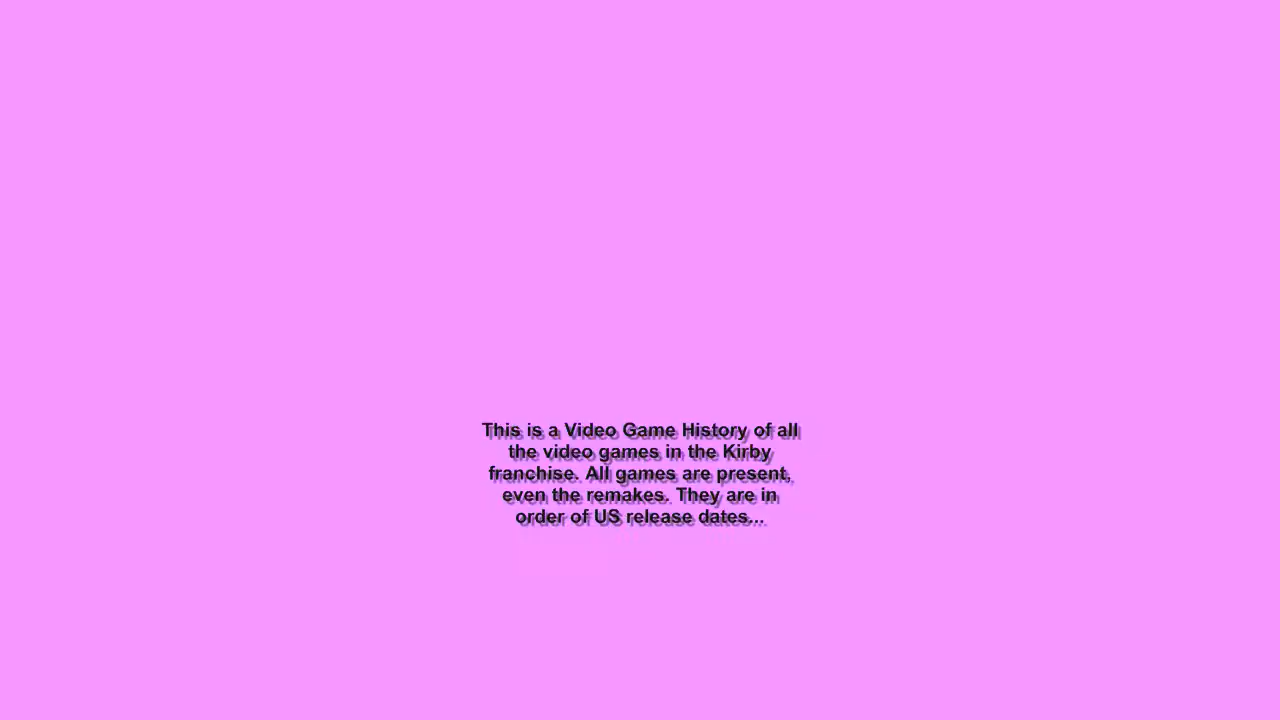 This is a Video Game History of all
the video games in the Kirby
franchise. All games are present,
even the remakes. They are in
order of US release dates...